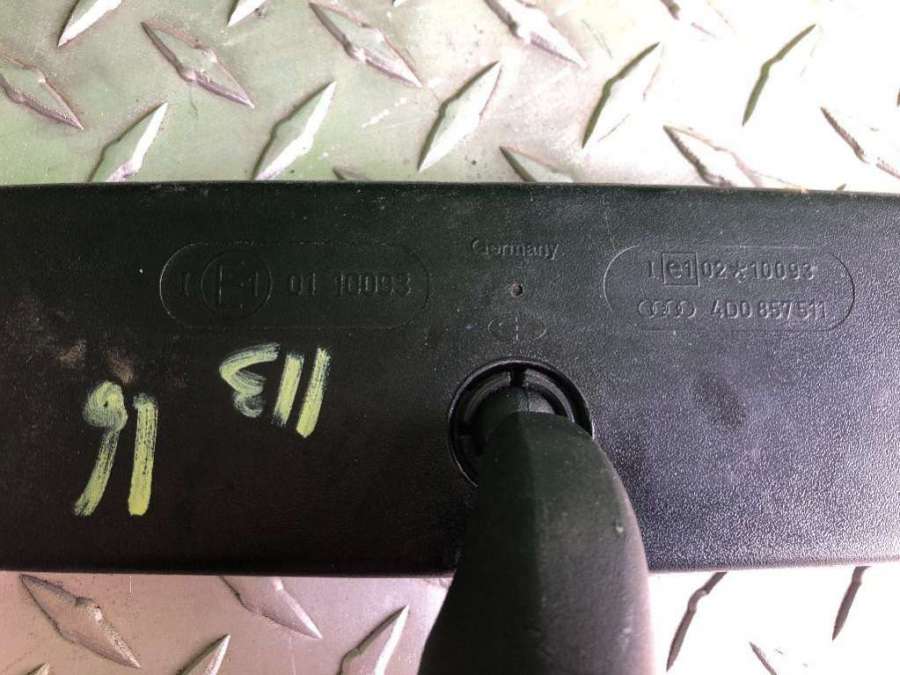 Germany
I E1 01 10093
I e1 02*10093
4D0 857 511
113
16